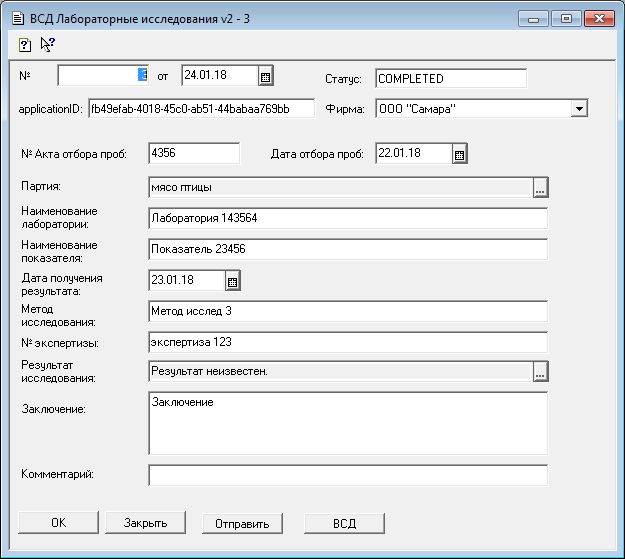 ВСД Лабораторные исследования v2 - 3
№ 3 от 24.01.18 Статус: COMPLETED
applicationID: fb49efab-4018-45c0-ab51-44babaa769bb Фирма: ООО "Самара"
№ Акта отбора проб: 4356 Дата отбора проб: 22.01.18
Партия: мясо птицы ...
Наименование
лаборатории: Лаборатория 143564
Наименование
показателя: Показатель 23456
Дата получения
результата: 23.01.18
Метод
исследования: Метод исслед 3
№ экспертизы: экспертиза 123
Результат
исследования: Результат неизвестен. ...
Заключение: Заключение
Комментарий:
ОК Закрыть Отправить ВСД